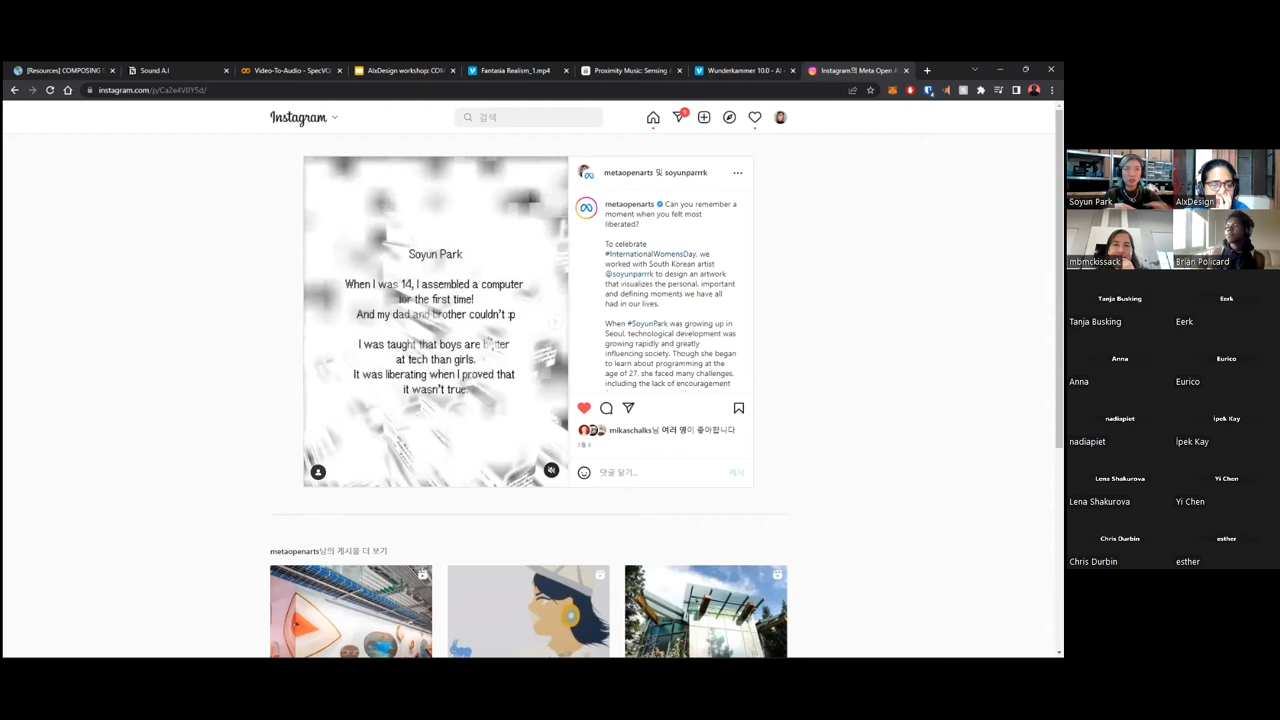 [Resources] COMPOSING
Sound A.I
Video-To-Audio - SpecVQ
AIxDesign workshop: COM
Fantasia Realism_1.mp4
Proximity Music: Sensing
Wunderkammer 10.0 - AI
Instagram의 Meta Open A
instagram.com/p/Ca2e4VIJY5d/
Instagram
검색
Soyun Park
When I was 14, I assembled a computer
for the first time!
And my dad and brother couldn't :p
I was taught that boys are better
at tech than girls.
It was liberating when I proved that
it wasn't true.
metaopenarts 및 soyunparrrk
metaopenarts Can you remember a
moment when you felt most
liberated?
To celebrate
#InternationalWomensDay, we
worked with South Korean artist
@soyunparrrk to design an artwork
that visualizes the personal, important
and defining moments we have all
had in our lives.
When #SoyunPark was growing up in
Seoul, technological development was
growing rapidly and greatly
influencing society. Though she began
to learn about programming at the
age of 27, she faced many challenges,
including the lack of encouragement
mikaschalks님 여러 명이 좋아합니다
댓글 달기...
게시
metaopenarts님의 게시물 더 보기
Soyun Park
AIxDesign
mbmckissack
Brian Policard
Tanja Busking
Eerk
Tanja Busking
Eerk
Anna
Eurico
Anna
Eurico
nadiapiet
İpek Kay
nadiapiet
İpek Kay
Lena Shakurova
Yi Chen
Lena Shakurova
Yi Chen
Chris Durbin
esther
Chris Durbin
esther